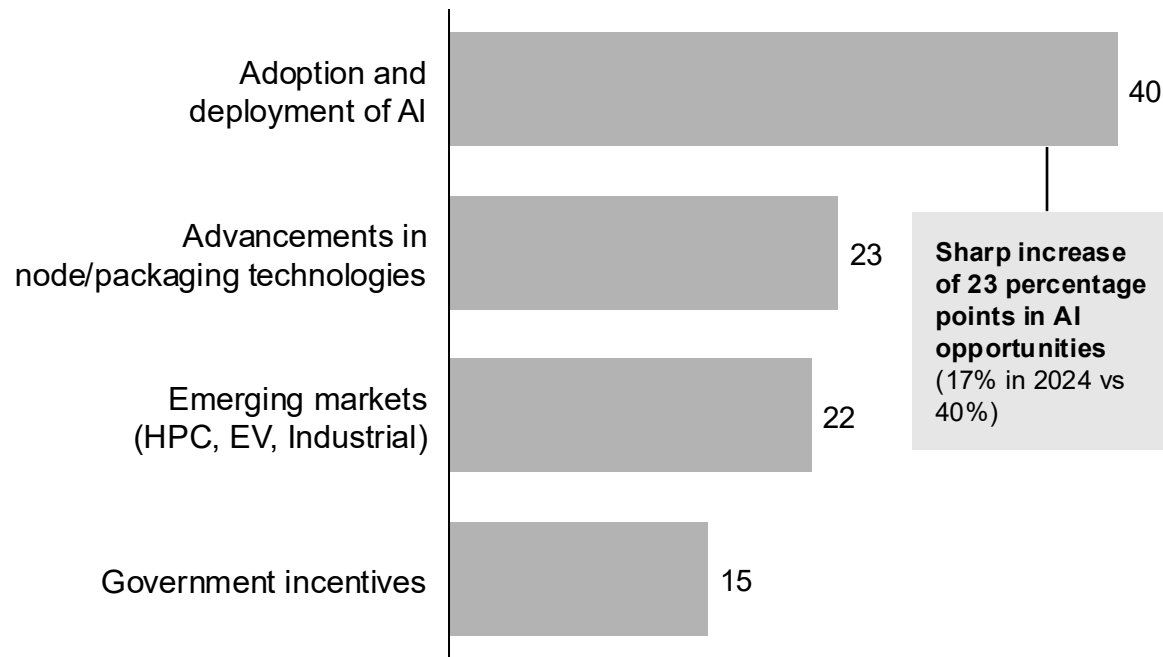 Adoption and
deployment of AI
40
Advancements in
node/packaging technologies
23
Sharp increase
of 23 percentage
points in AI
opportunities
(17% in 2024 vs
40%)
Emerging markets
(HPC, EV, Industrial)
22
Government incentives
15